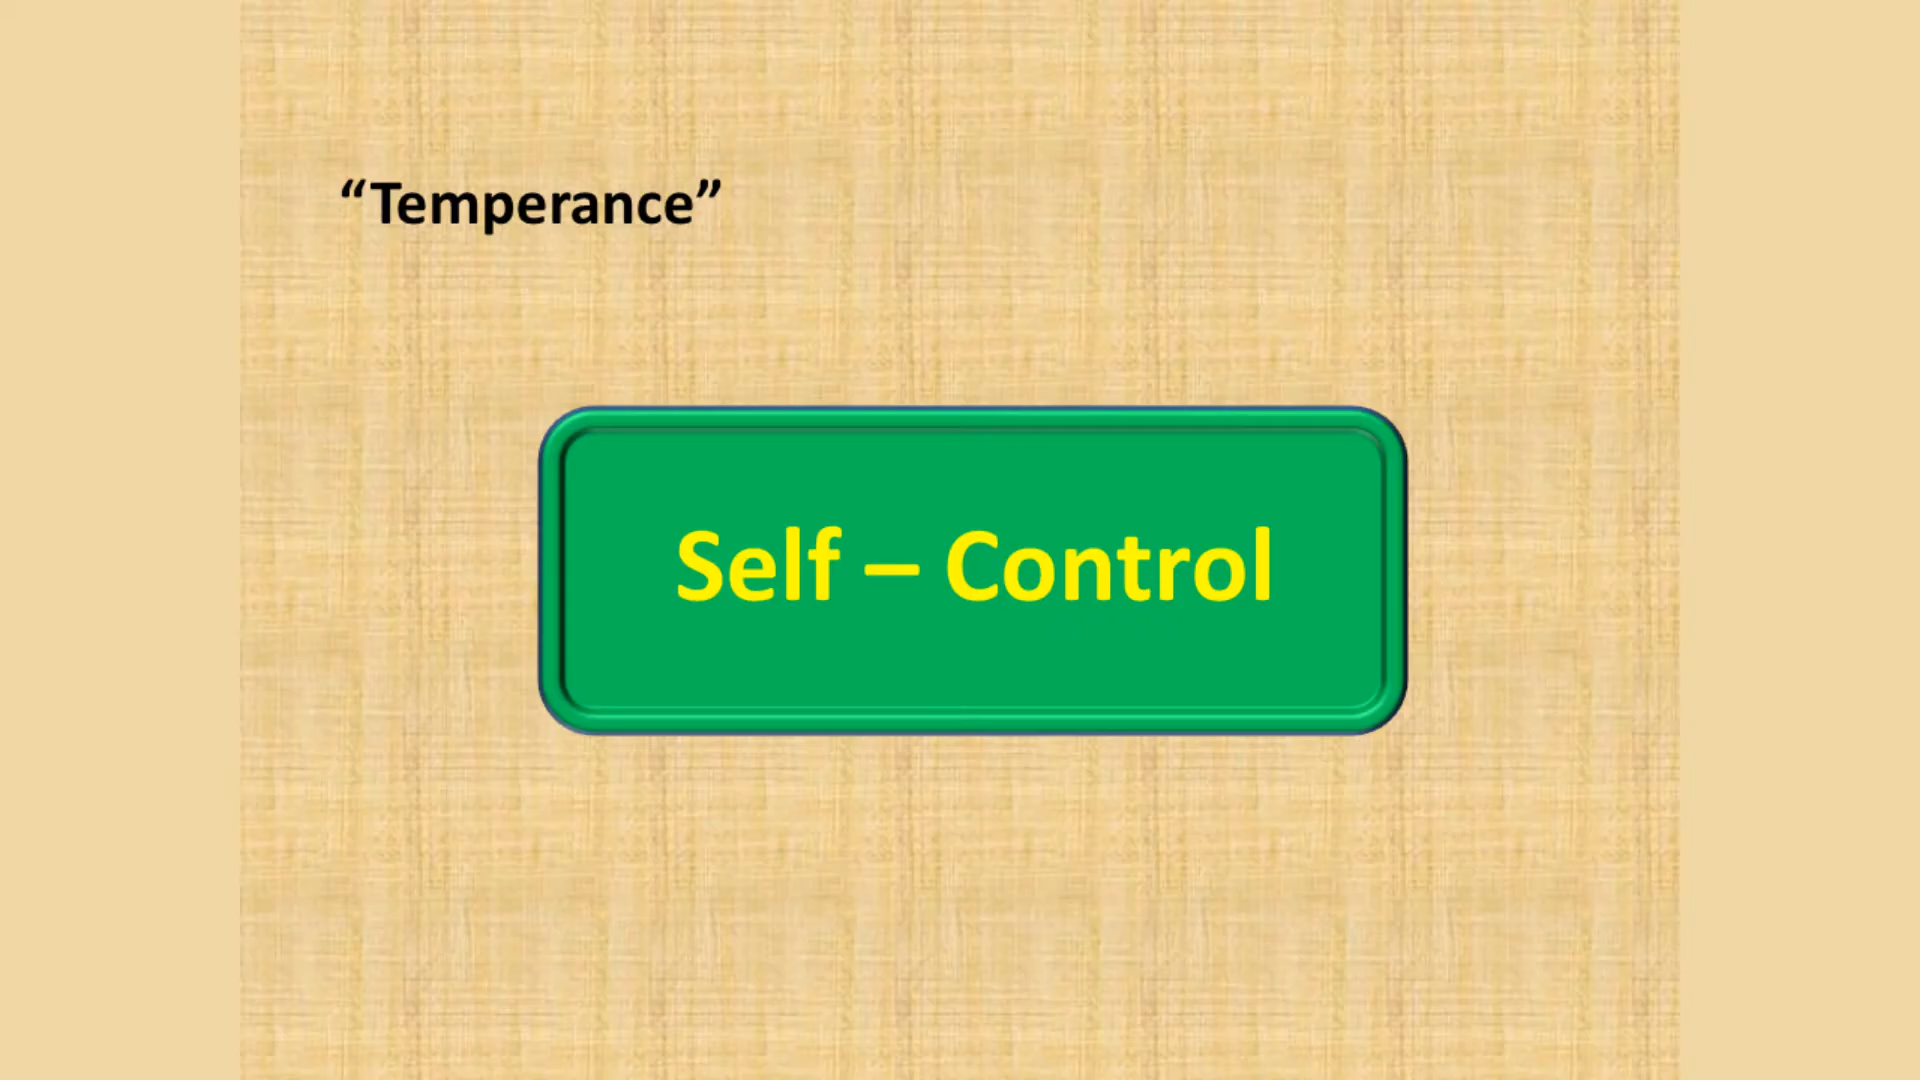 “Temperance”
Self – Control